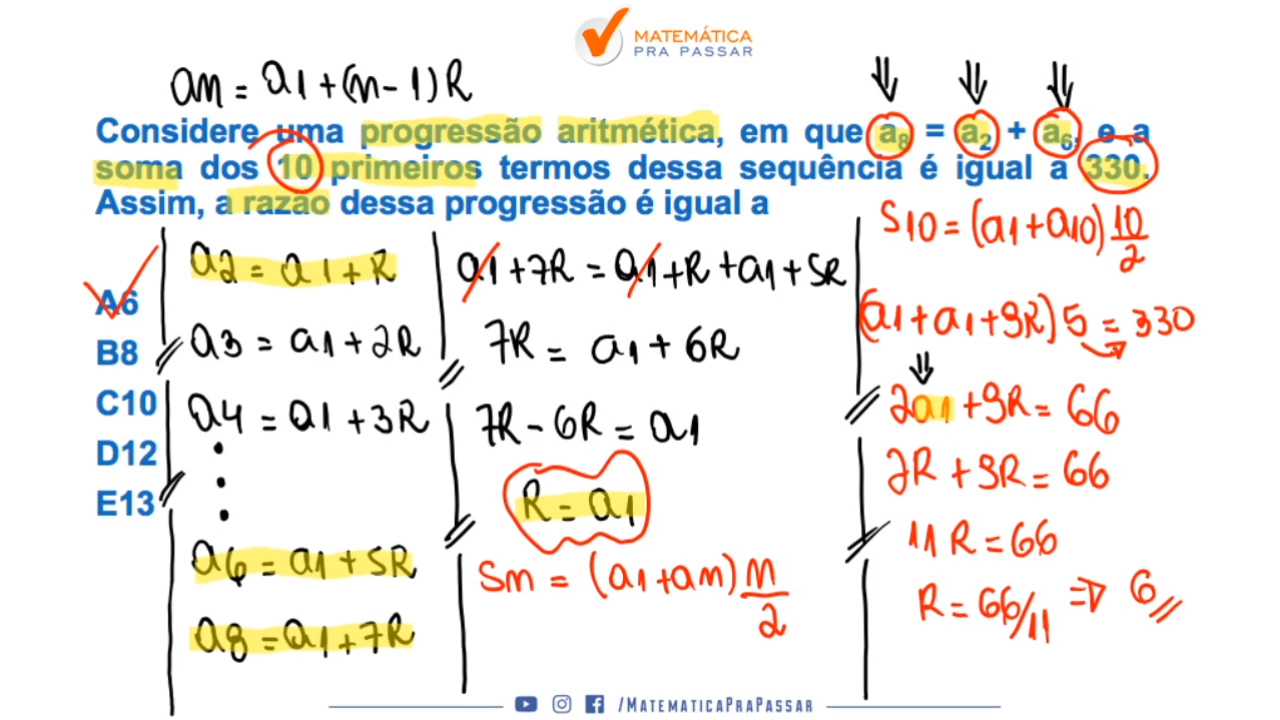 MATEMÁTICA
PRA PASSAR
an = a1 + (n - 1) R
Considere uma progressão aritmética, em que a8 = a2 + a6, e a
soma dos 10 primeiros termos dessa sequência é igual a 330.
Assim, a razão dessa progressão é igual a
A6
B8
C10
D12
E13
a2 = a1 + R
a3 = a1 + 2R
a4 = a1 + 3R
a6 = a1 + 5R
a8 = a1 + 7R
a1 + 7R = a1 + R + a1 + 5R
7R = a1 + 6R
7R - 6R = a1
R = a1
Sn = (a1 + an) n/2
S10 = (a1 + a10) 10/2
(a1 + a1 + 9R) 5 = 330
2a1 + 9R = 66
2R + 9R = 66
11R = 66
R = 66/11 ⇒ 6
/MATEMATICAPRAPASSAR